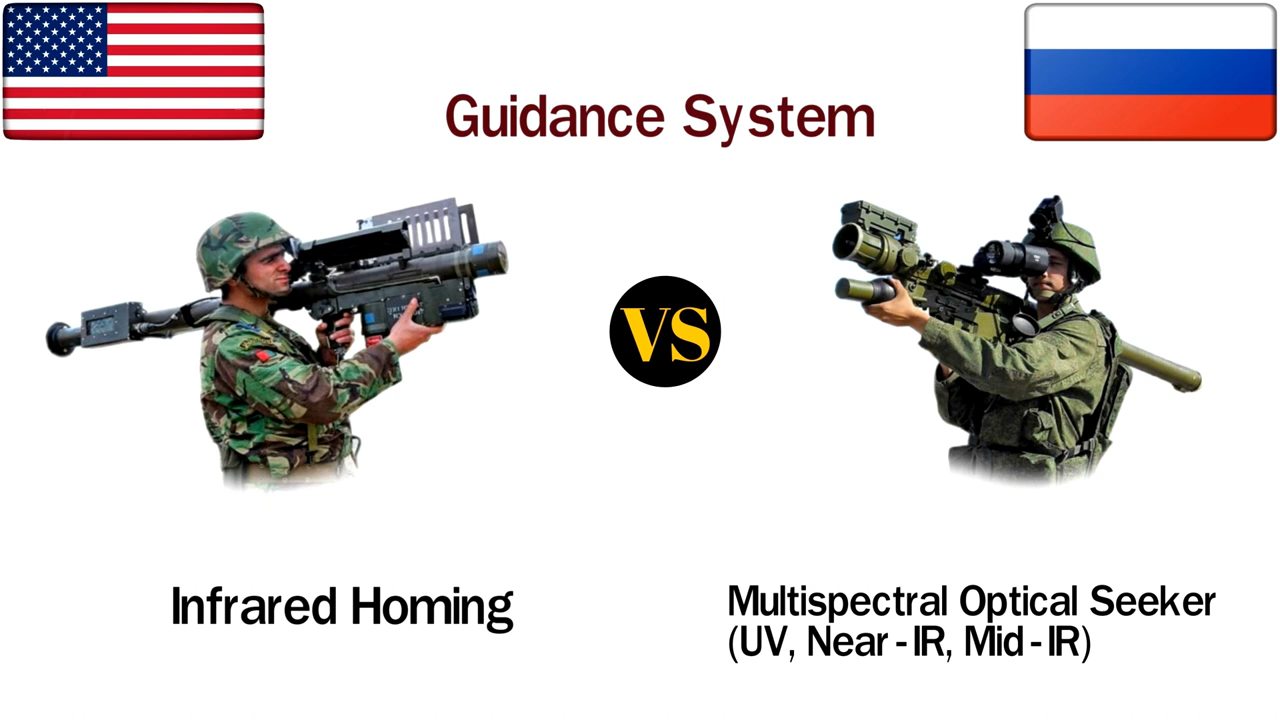 Guidance System
VS
Infrared Homing
Multispectral Optical Seeker
(UV, Near-IR, Mid-IR)